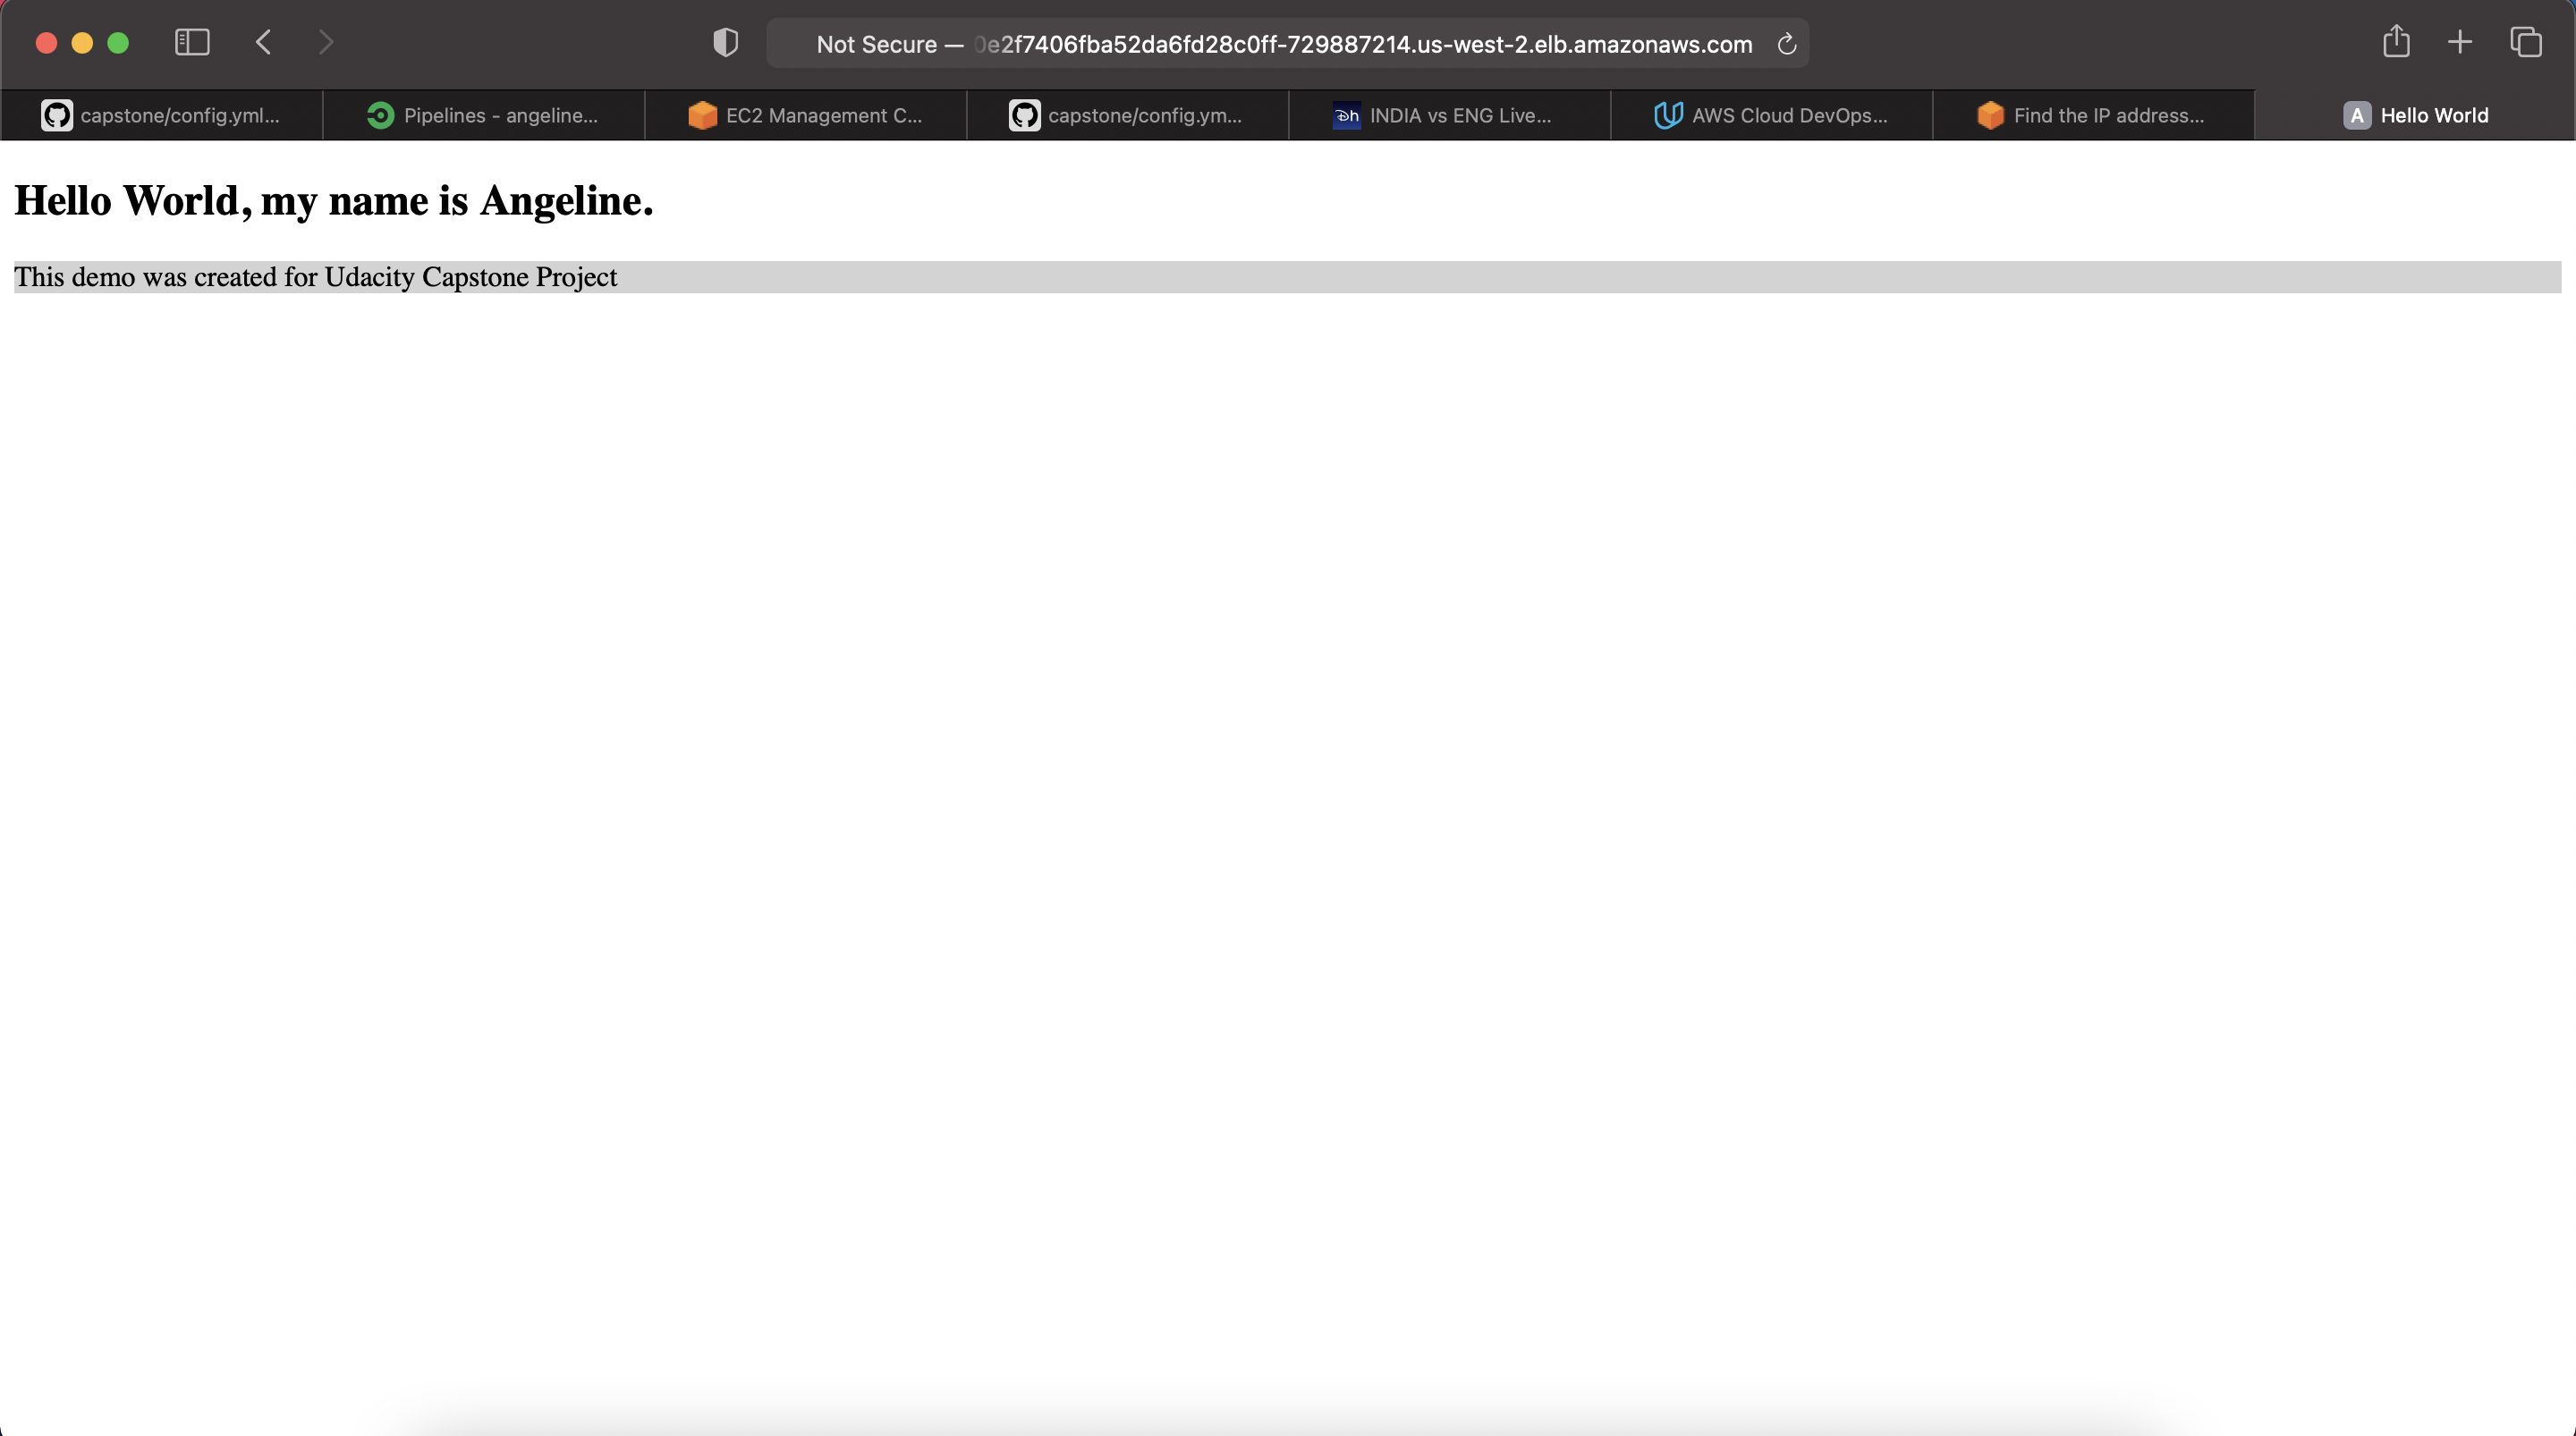 Not Secure — 0e2f7406fba52da6fd28c0ff-729887214.us-west-2.elb.amazonaws.com
capstone/config.yml...
Pipelines - angeline...
EC2 Management C...
capstone/config.ym...
Dh INDIA vs ENG Live...
AWS Cloud DevOps...
Find the IP address...
A Hello World
Hello World, my name is Angeline.
This demo was created for Udacity Capstone Project